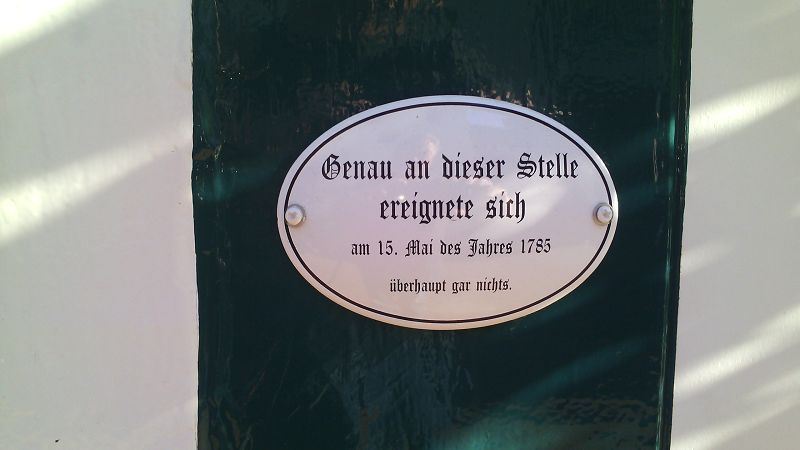 Genau an dieser Stelle
ereignete sich
am 15. Mai des Jahres 1785
überhaupt gar nichts.